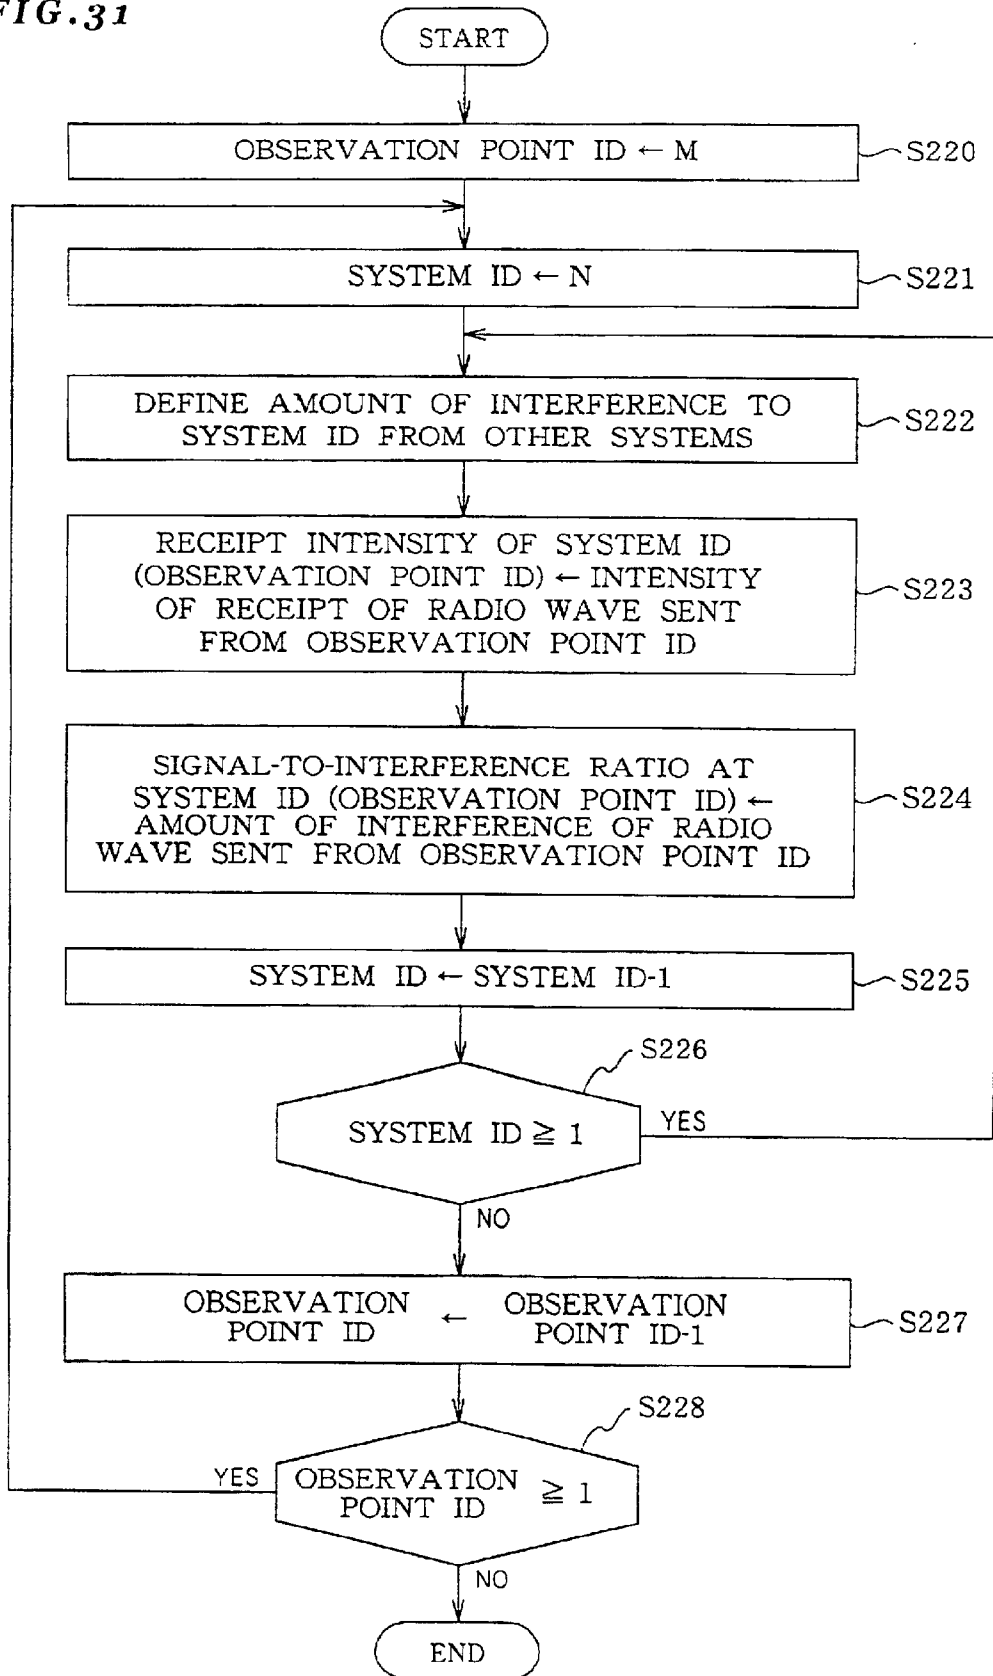 FIG.31
START
OBSERVATION POINT ID ← M
S220
SYSTEM ID ← N
S221
DEFINE AMOUNT OF INTERFERENCE TO
SYSTEM ID FROM OTHER SYSTEMS
S222
RECEIPT INTENSITY OF SYSTEM ID
(OBSERVATION POINT ID) ← INTENSITY
OF RECEIPT OF RADIO WAVE SENT
FROM OBSERVATION POINT ID
S223
SIGNAL-TO-INTERFERENCE RATIO AT
SYSTEM ID (OBSERVATION POINT ID) ←
AMOUNT OF INTERFERENCE OF RADIO
WAVE SENT FROM OBSERVATION POINT ID
S224
SYSTEM ID ← SYSTEM ID-1
S225
S226
SYSTEM ID ≧ 1
YES
NO
OBSERVATION ← OBSERVATION
POINT ID POINT ID-1
S227
S228
YES
OBSERVATION ≧ 1
POINT ID
NO
END